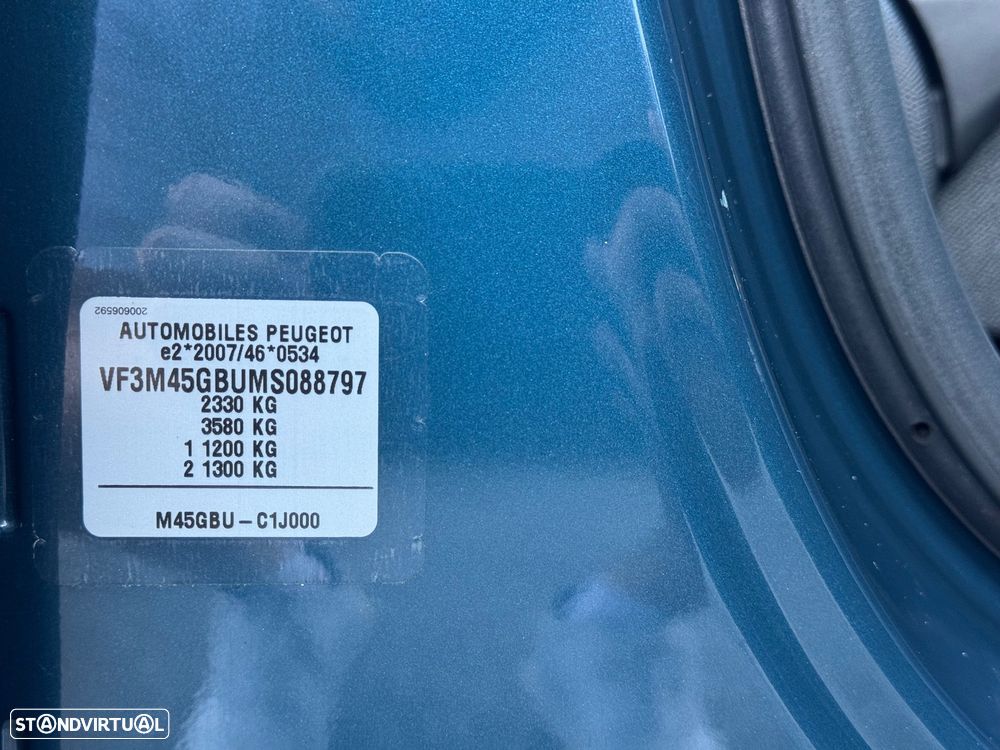 200606592
AUTOMOBILES PEUGEOT
e2*2007/46*0534
VF3M45GBUMS088797
2330 KG
3580 KG
1 1200 KG
2 1300 KG
M45GBU - C1J000
STANDVIRTUAL